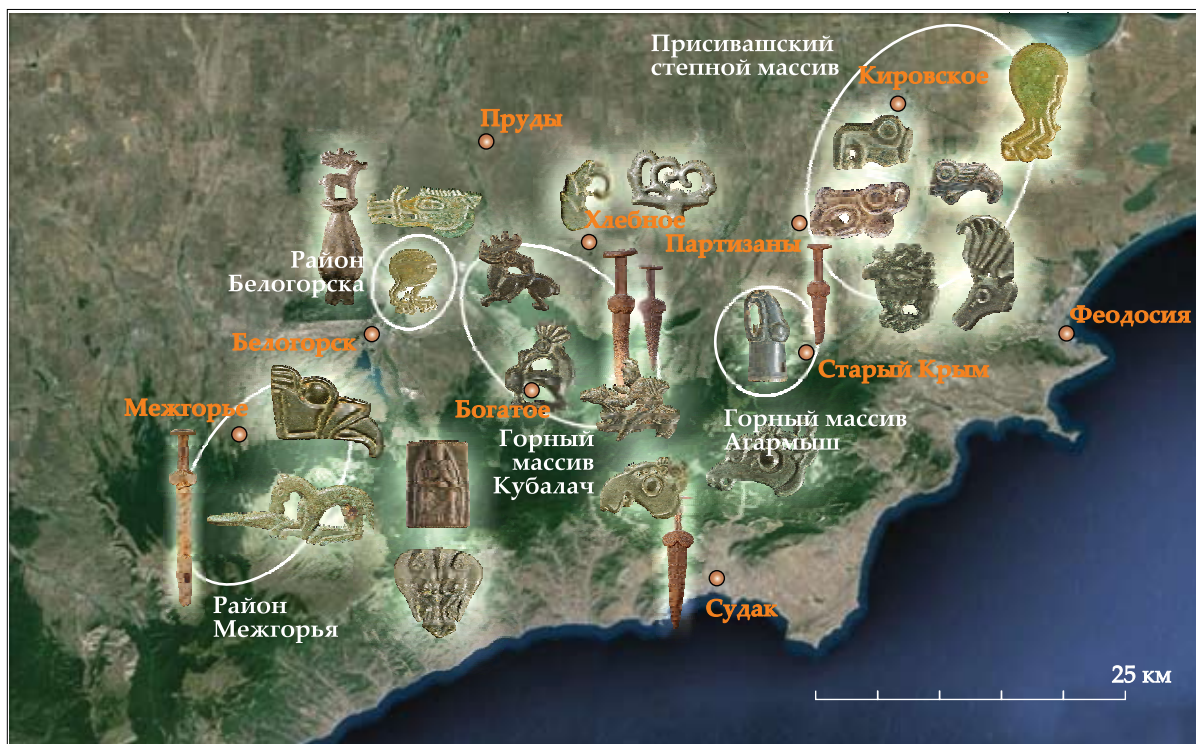 Присивашский
степной массив
Кировское
Пруды
Хлебное
Партизаны
Район
Белогорска
Феодосия
Белогорск
Старый Крым
Межгорье
Богатое
Горный массив
Агармыш
Горный
массив
Кубалач
Район
Межгорья
Судак
25 км